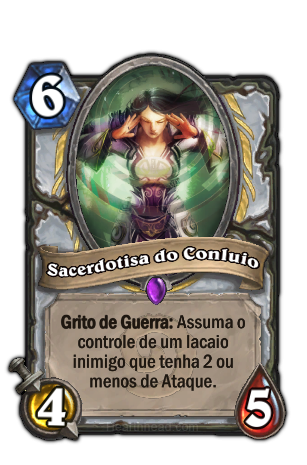 6
Sacerdotisa do Conluio
Grito de Guerra: Assuma o
controle de um lacaio
inimigo que tenha 2 ou
menos de Ataque.
4
5